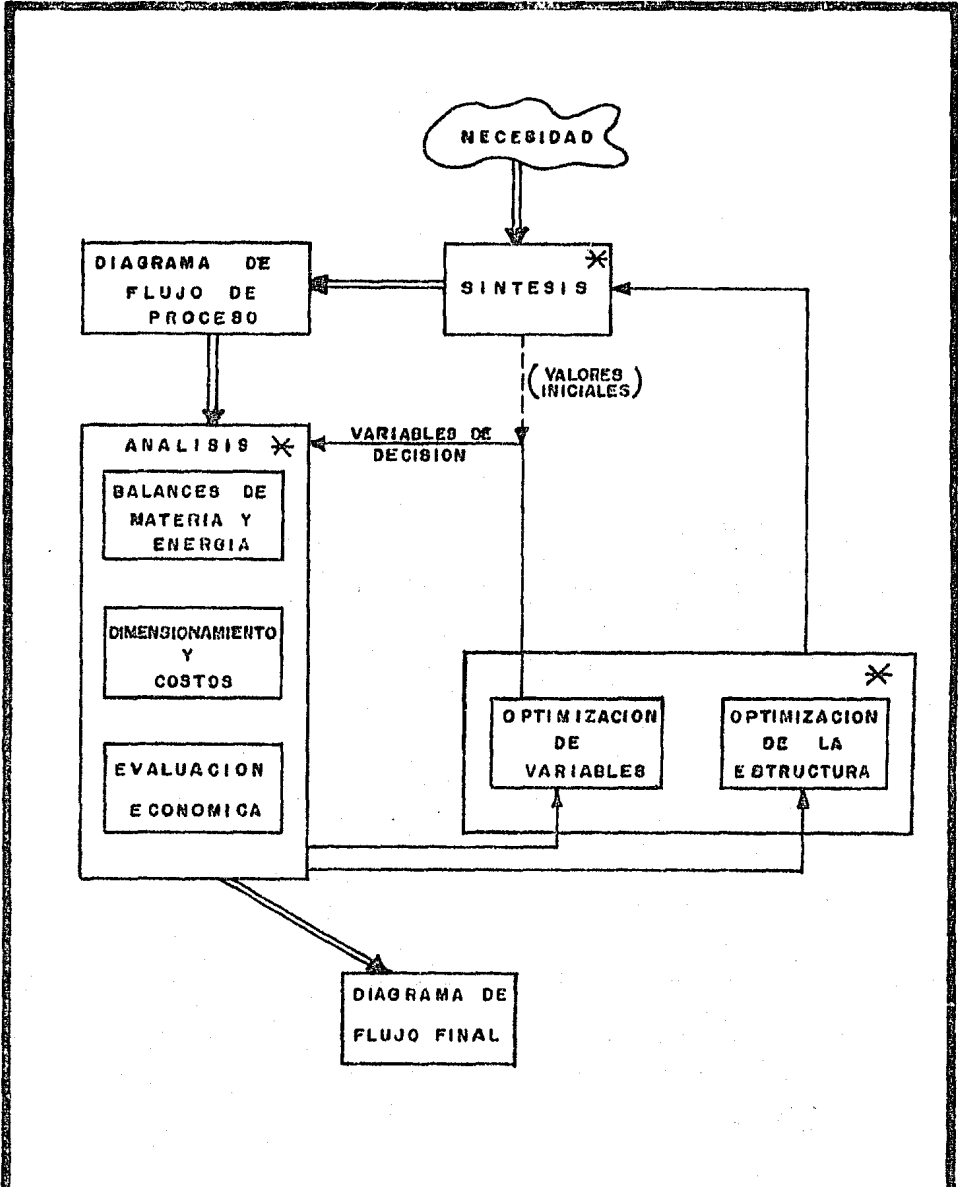 NECESIDAD
DIAGRAMA DE
FLUJO DE
PROCESO
SINTESIS
(VALORES
INICIALES)
ANALISIS
VARIABLES DE
DECISION
BALANCES DE
MATERIA Y
ENERGIA
DIMENSIONAMIENTO
Y
COSTOS
EVALUACION
ECONOMICA
OPTIMIZACION
DE
VARIABLES
OPTIMIZACION
DE LA
ESTRUCTURA
DIAGRAMA DE
FLUJO FINAL